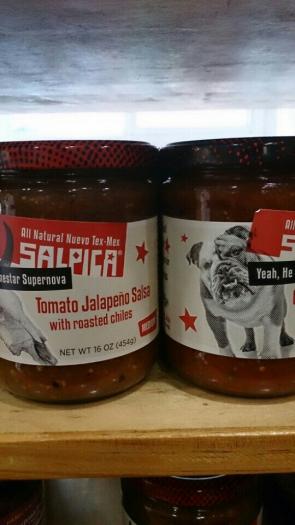 All Natural Nuevo Tex-Mex
SALPICA®
Supernova
Tomato Jalapeño Salsa
with roasted chiles
NET WT 16 OZ (454g)
All
S
Yeah, He